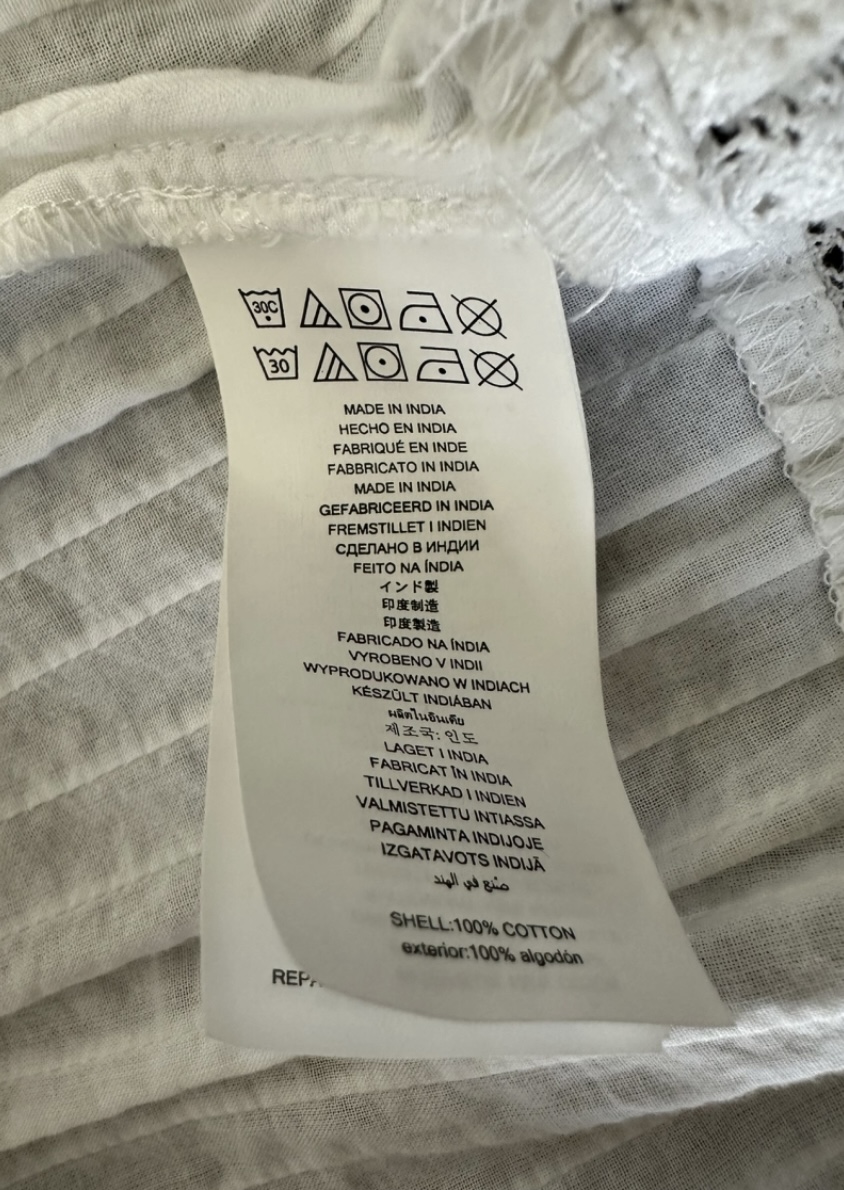 30C
30
MADE IN INDIA
HECHO EN INDIA
FABRIQUÉ EN INDE
FABBRICATO IN INDIA
MADE IN INDIA
GEFABRICEERD IN INDIA
FREMSTILLET I INDIEN
СДЕЛАНО В ИНДИИ
FEITO NA ÍNDIA
インド製
印度制造
印度製造
FABRICADO NA ÍNDIA
VYROBENO V INDII
WYPRODUKOWANO W INDIACH
KÉSZÜLT INDIÁBAN
ผลิตในอินเดีย
제조국: 인도
LAGET I INDIA
FABRICAT ÎN INDIA
TILLVERKAD I INDIEN
VALMISTETTU INTIASSA
PAGAMINTA INDIJOJE
IZGATAVOTS INDIJĀ
صُنع في الهند
SHELL:100% COTTON
exterior:100% algodón